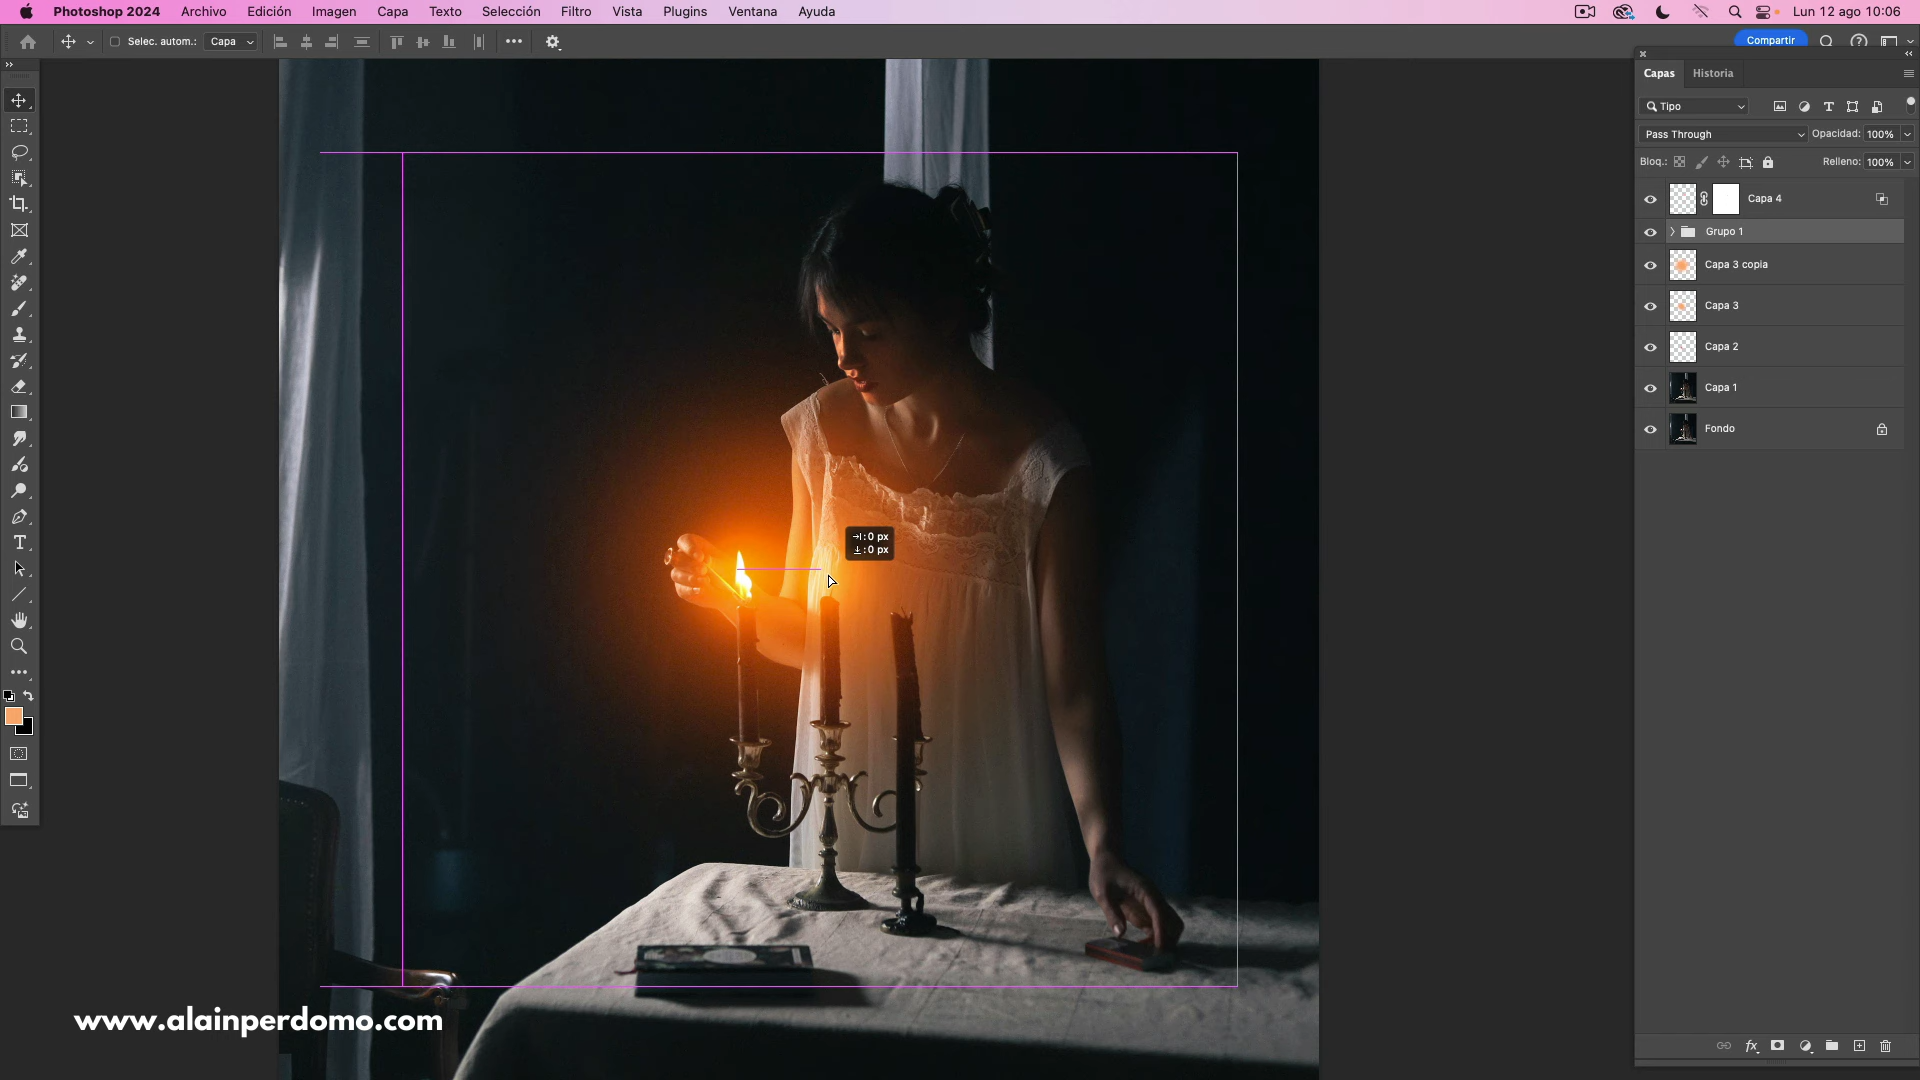 Photoshop 2024 Archivo Edición Imagen Capa Texto Selección Filtro Vista Plugins Ventana Ayuda Lun 12 ago 10:06
Selec. autom.: Capa Compartir
Capas Historia
Tipo
Pass Through Opacidad: 100%
Bloq.: Relleno: 100%
Capa 4
Grupo 1
Capa 3 copia
Capa 3
Capa 2
Capa 1
Fondo
: 0 px
: 0 px
www.alainperdomo.com